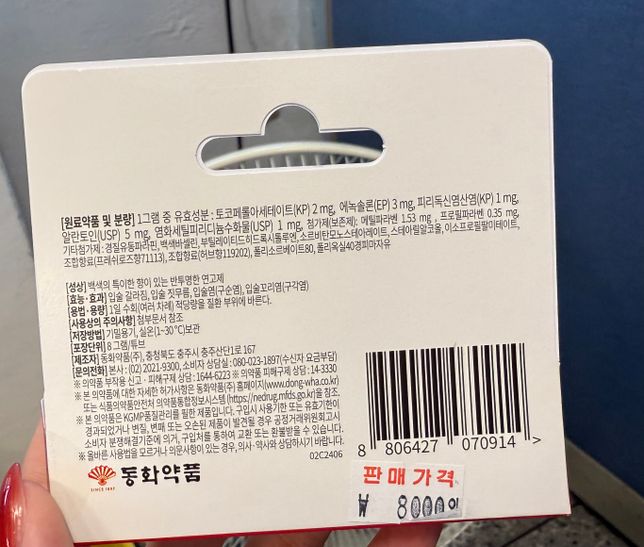 [원료약품 및 분량] 1그램 중 유효성분 : 토코페롤아세테이트(KP) 2 mg, 에녹솔론(EP) 3 mg, 피리독신염산염(KP) 1 mg,
알란토인(USP) 5 mg, 염화세틸피리디늄수화물(USP) 1 mg, 첨가제(보존제): 메틸파라벤 1.53 mg , 프로필파라벤 0.35 mg,
기타첨가제 : 경질유동파라핀, 백색바셀린, 부틸레이티드히드록시톨루엔, 소르비탄모노스테아레이트, 스테아릴알코올, 이소프로필팔미테이트,
조합향료(프레쉬로즈향71113), 조합향료(허브향119202), 폴리소르베이트80, 폴리옥실40경화피마자유
[성상] 백색의 특이한 향이 있는 반투명한 연고제
[효능·효과] 입술 갈라짐, 입술 짓무름, 입술염(구순염), 입술꼬리염(구각염)
[용법·용량] 1일 수회(여러 차례) 적당량을 질환 부위에 바른다.
[사용상의 주의사항] 첨부문서 참조
[저장방법] 기밀용기, 실온(1~30 ℃)보관
[포장단위] 8 그램/튜브
[제조자] 동화약품(주), 충청북도 충주시 충주산단1로 167
[문의전화] 본사 : (02) 2021-9300, 소비자 상담실 : 080-023-1897(수신자 요금부담)
※ 의약품 부작용 신고 · 피해구제 상담 : 1644-6223 ※ 의약품 피해구제 상담 : 14-3330
※ 본 의약품에 대한 자세한 허가사항은 동화약품(주) 홈페이지(www.dong-wha.co.kr)
또는 식품의약품안전처 의약품통합정보시스템 (https://nedrug.mfds.go.kr)을 참조.
※ 본 의약품은 KGMP품질관리를 필한 제품입니다. 구입시 사용기한 또는 유효기한이
경과되었거나 변질, 변패 또는 오손된 제품이 발견될 경우 공정거래위원회고시
소비자 분쟁해결기준에 의거, 구입처를 통하여 교환 또는 환불받을 수 있습니다.
※ 올바른 사용법을 모르거나 의문사항이 있는 경우, 의사·약사와 상담하시기 바랍니다.
02C2406
동화약품
SINCE 1897
8 806427 070914 >
판매가격
₩ 8000이